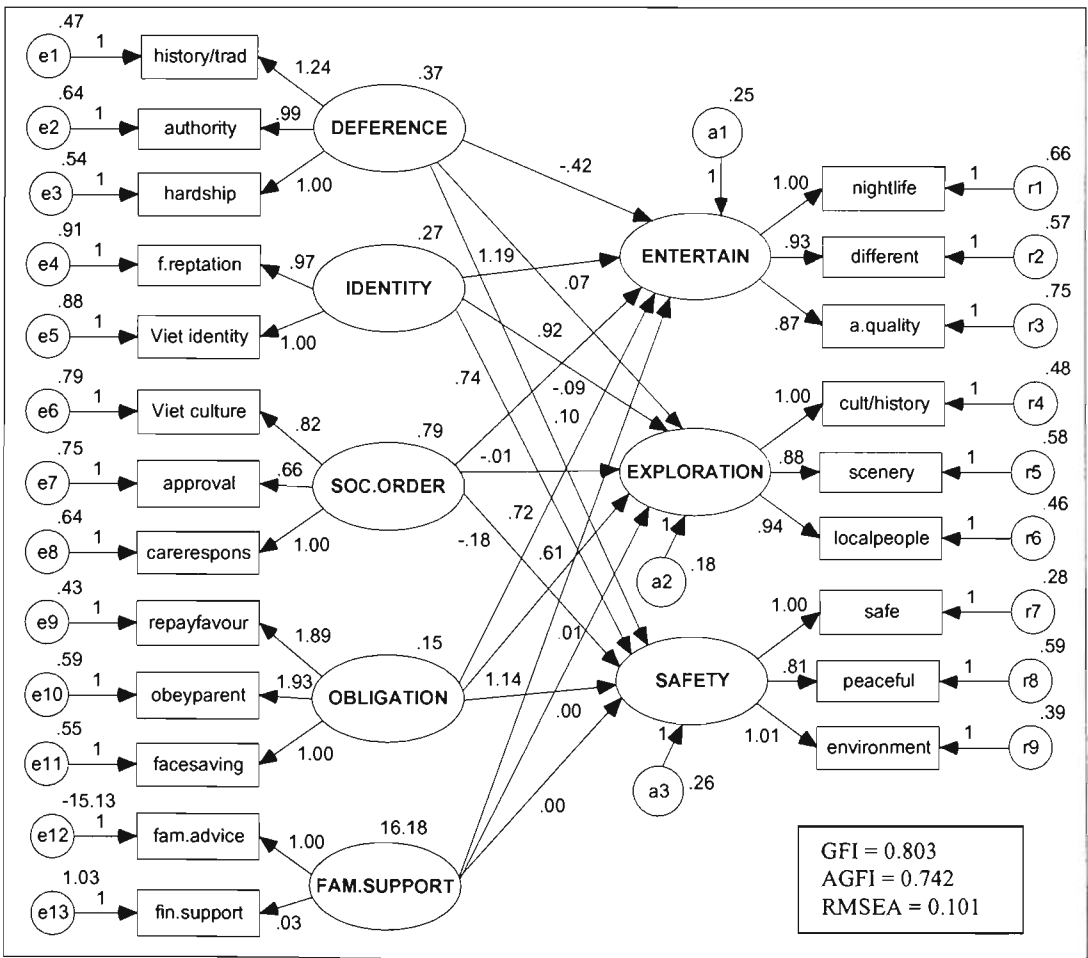 .47
e1
1
history/trad
1.24
.64
e2
1
authority
.99
.54
e3
1
hardship
1.00
.37
DEFERENCE
.91
e4
1
f.reptation
.97
.88
e5
1
Viet identity
1.00
.27
IDENTITY
.79
e6
1
Viet culture
.82
.75
e7
1
approval
.66
.64
e8
1
carerespons
1.00
.79
SOC.ORDER
.43
e9
1
repayfavour
1.89
.59
e10
1
obeyparent
1.93
.55
e11
1
facesaving
1.00
.15
OBLIGATION
-15.13
e12
1
fam.advice
1.00
1.03
e13
1
fin.support
.03
16.18
FAM.SUPPORT
-.42
1.19
.07
.92
.74
-.09
.10
-.01
-.18
.72
.61
.01
1.14
.00
.00
.25
a1
1
ENTERTAIN
1.00
nightlife
1
.66
r1
.93
different
1
.57
r2
.87
a.quality
1
.75
r3
EXPLORATION
1
a2
.18
1.00
cult/history
1
.48
r4
.88
scenery
1
.58
r5
.94
localpeople
1
.46
r6
SAFETY
1
a3
.26
1.00
safe
1
.28
r7
.81
peaceful
1
.59
r8
1.01
environment
1
.39
r9
GFI = 0.803
AGFI = 0.742
RMSEA = 0.101